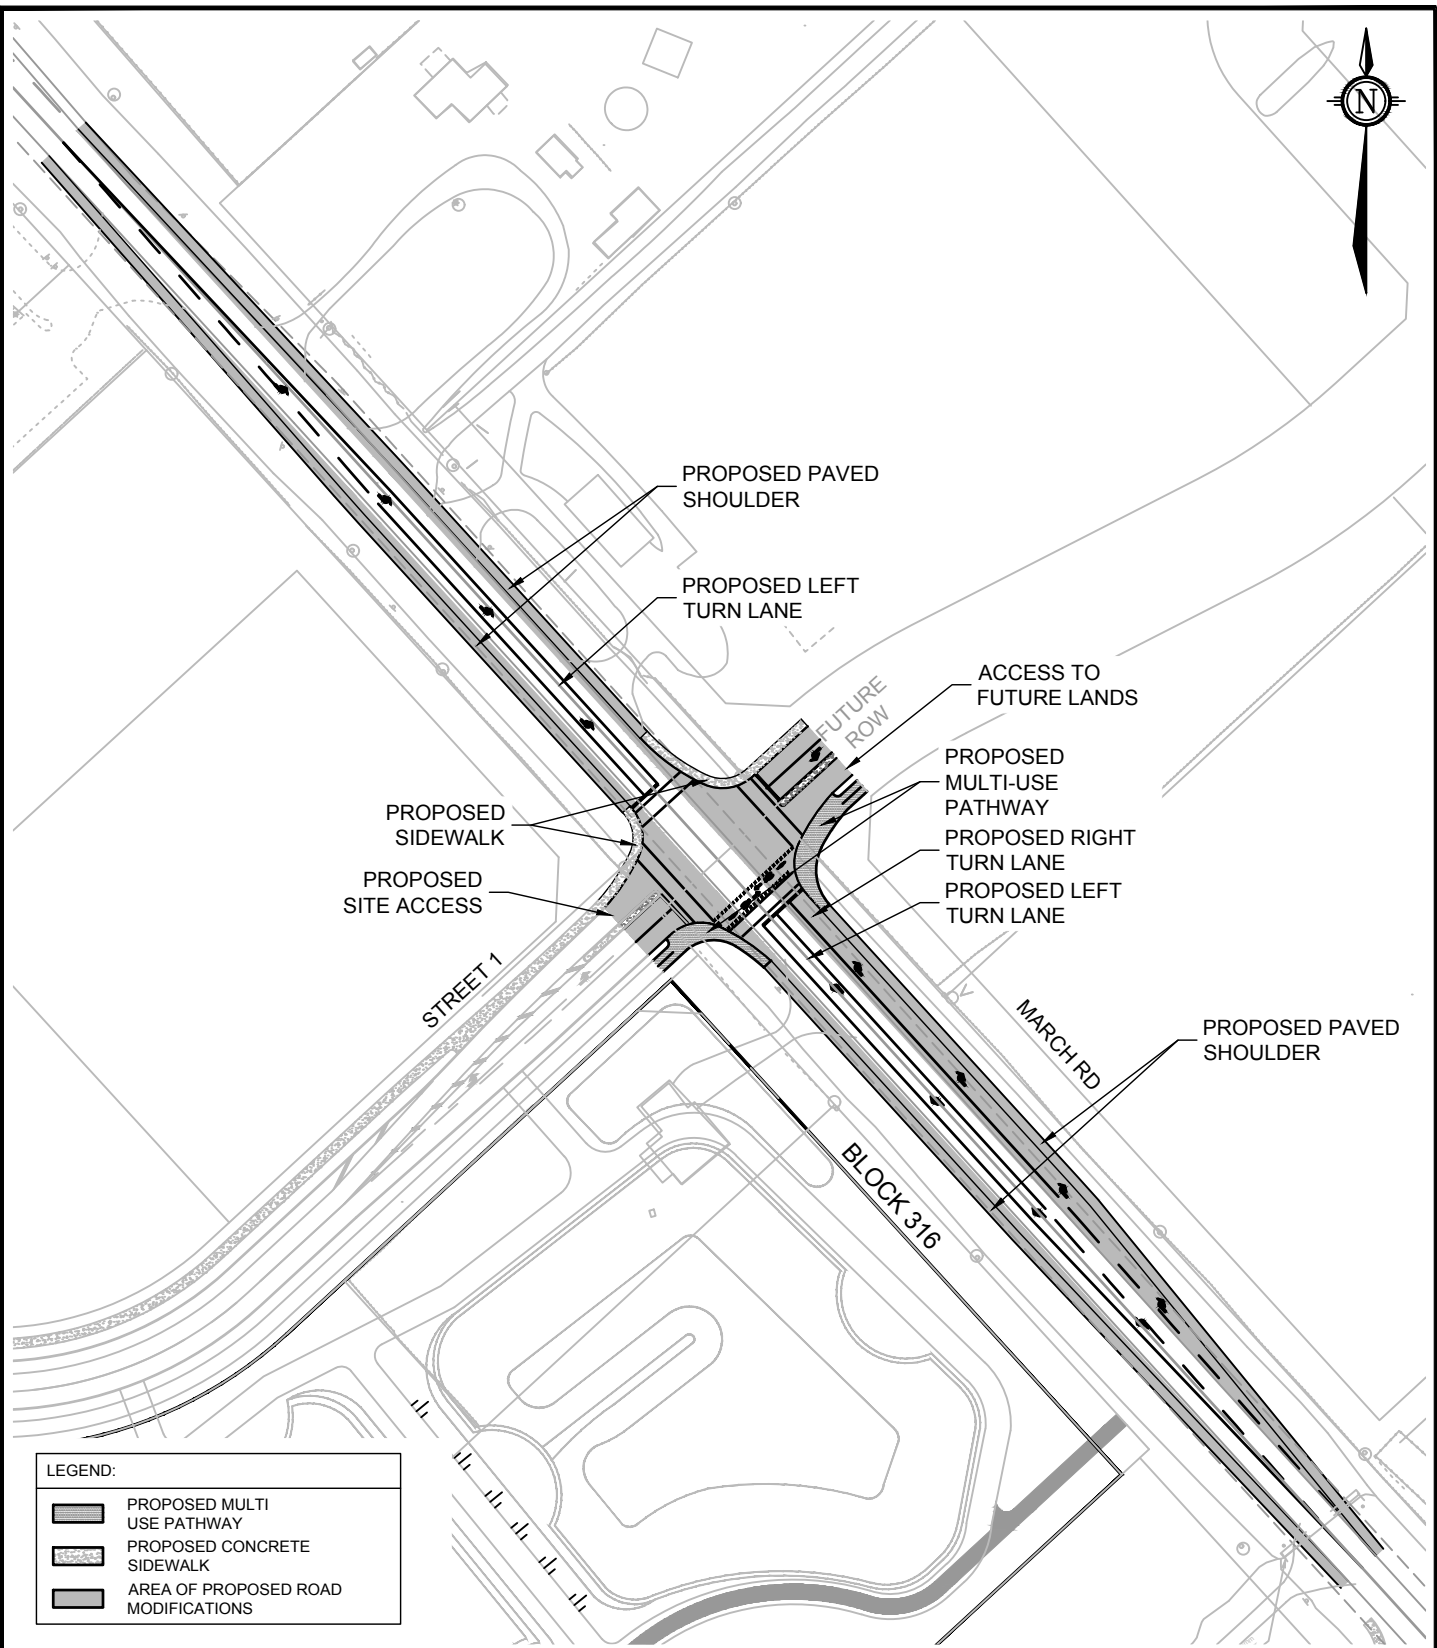 N
PROPOSED PAVED
SHOULDER
PROPOSED LEFT
TURN LANE
FUTURE
ROW
ACCESS TO
FUTURE LANDS
PROPOSED
MULTI-USE
PATHWAY
PROPOSED
SIDEWALK
PROPOSED RIGHT
TURN LANE
PROPOSED
SITE ACCESS
PROPOSED LEFT
TURN LANE
STREET 1
MARCH RD
PROPOSED PAVED
SHOULDER
BLOCK 316
LEGEND:
PROPOSED MULTI
USE PATHWAY
PROPOSED CONCRETE
SIDEWALK
AREA OF PROPOSED ROAD
MODIFICATIONS